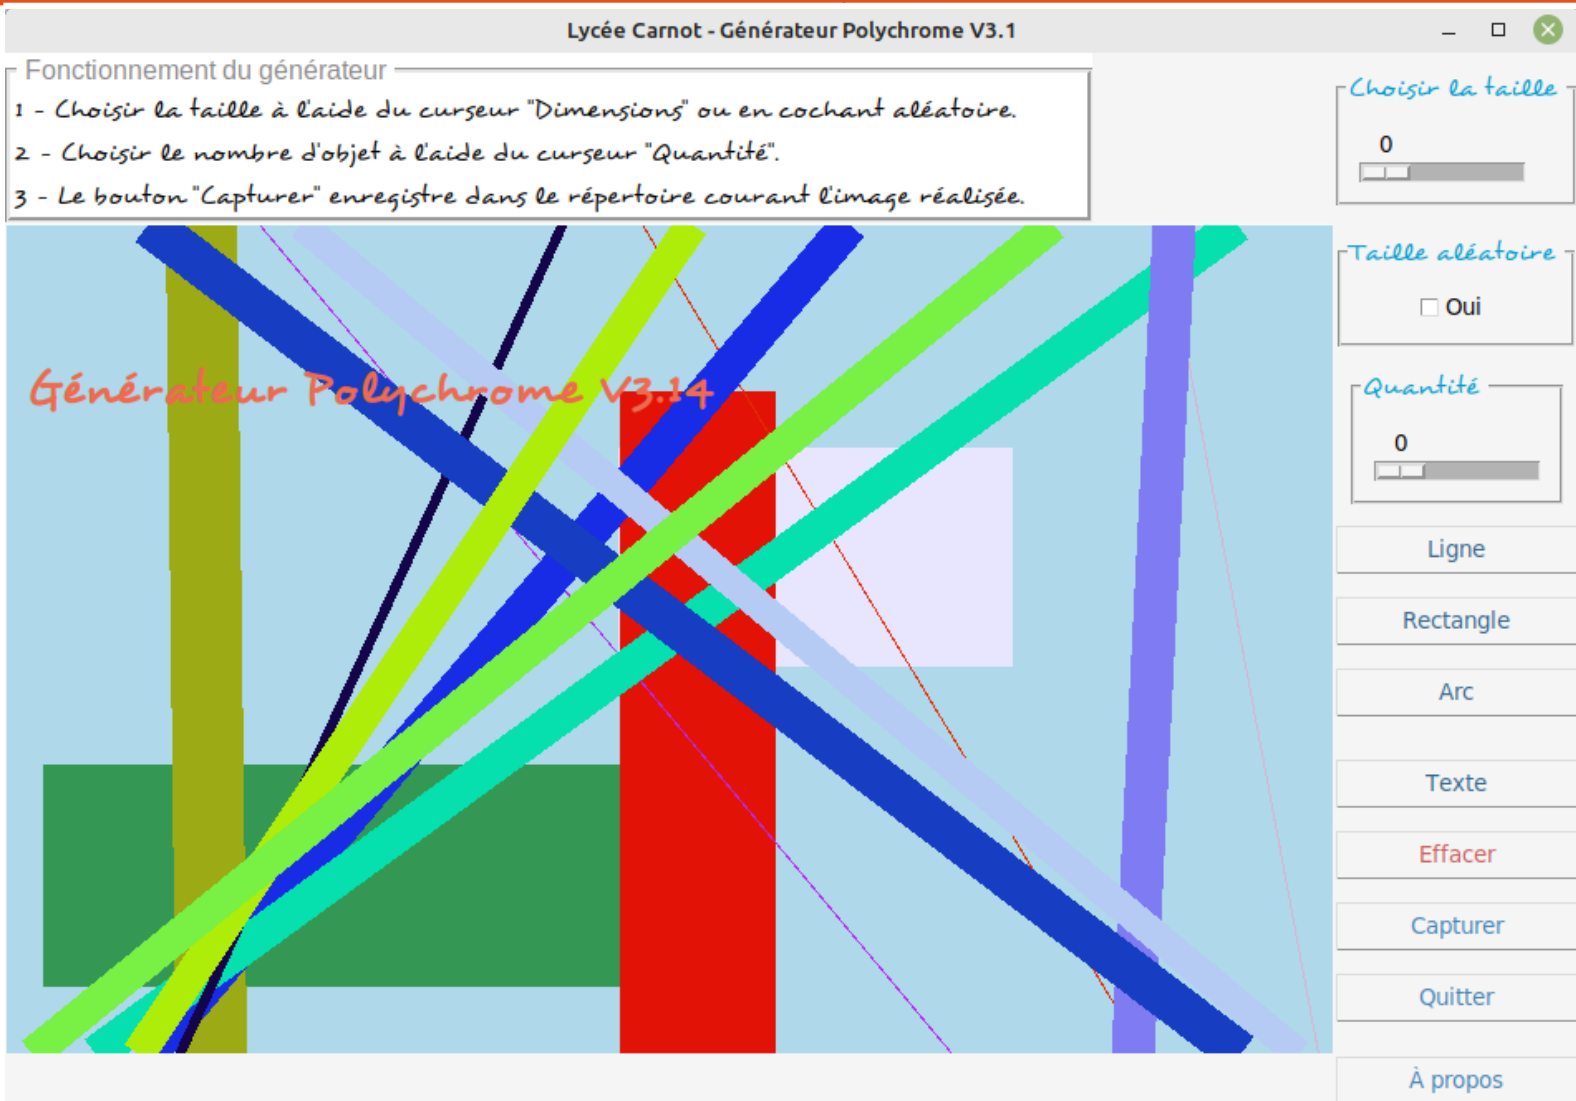 Lycée Carnot - Générateur Polychrome V3.1
Fonctionnement du générateur
1 - Choisir la taille à l'aide du curseur "Dimensions" ou en cochant aléatoire.
2 - Choisir le nombre d'objet à l'aide du curseur "Quantité".
3 - Le bouton "Capturer" enregistre dans le répertoire courant l'image réalisée.
Choisir la taille
0
Taille aléatoire
Oui
Générateur Polychrome V3.14
Quantité
0
Ligne
Rectangle
Arc
Texte
Effacer
Capturer
Quitter
À propos